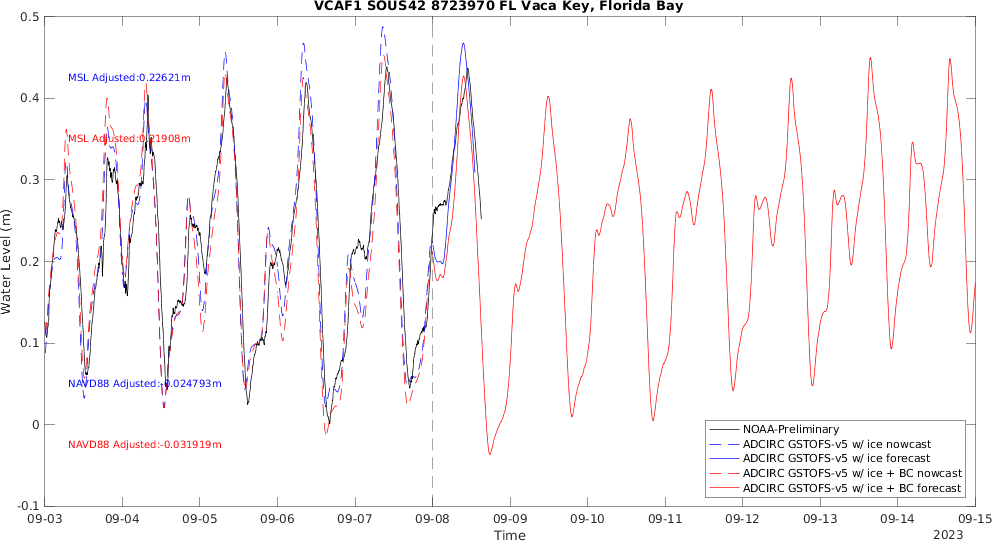 VCAF1 SOUS42 8723970 FL Vaca Key, Florida Bay
0.5
MSL Adjusted:0.22621m
0.4
MSL Adjusted:0.21908m
0.3
Water Level (m)
0.2
0.1
NAVD88 Adjusted:-0.024793m
0
NAVD88 Adjusted:-0.031919m
NOAA-Preliminary
ADCIRC GSTOFS-v5 w/ ice nowcast
ADCIRC GSTOFS-v5 w/ ice forecast
ADCIRC GSTOFS-v5 w/ ice + BC nowcast
ADCIRC GSTOFS-v5 w/ ice + BC forecast
-0.1
09-03 09-04 09-05 09-06 09-07 09-08 09-09 09-10 09-11 09-12 09-13 09-14 09-15
Time
2023